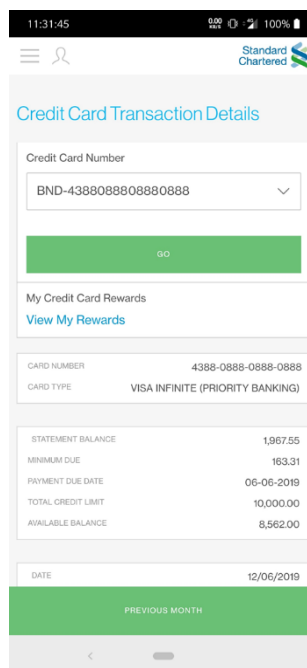 11:31:45
0.00
KB/S
4G
100%
Standard
Chartered
Credit Card Transaction Details
Credit Card Number
BND-4388088808880888
GO
My Credit Card Rewards
View My Rewards
CARD NUMBER 4388-0888-0888-0888
CARD TYPE VISA INFINITE (PRIORITY BANKING)
STATEMENT BALANCE 1,967.55
MINIMUM DUE 163.31
PAYMENT DUE DATE 06-06-2019
TOTAL CREDIT LIMIT 10,000.00
AVAILABLE BALANCE 8,562.00
DATE 12/06/2019
PREVIOUS MONTH